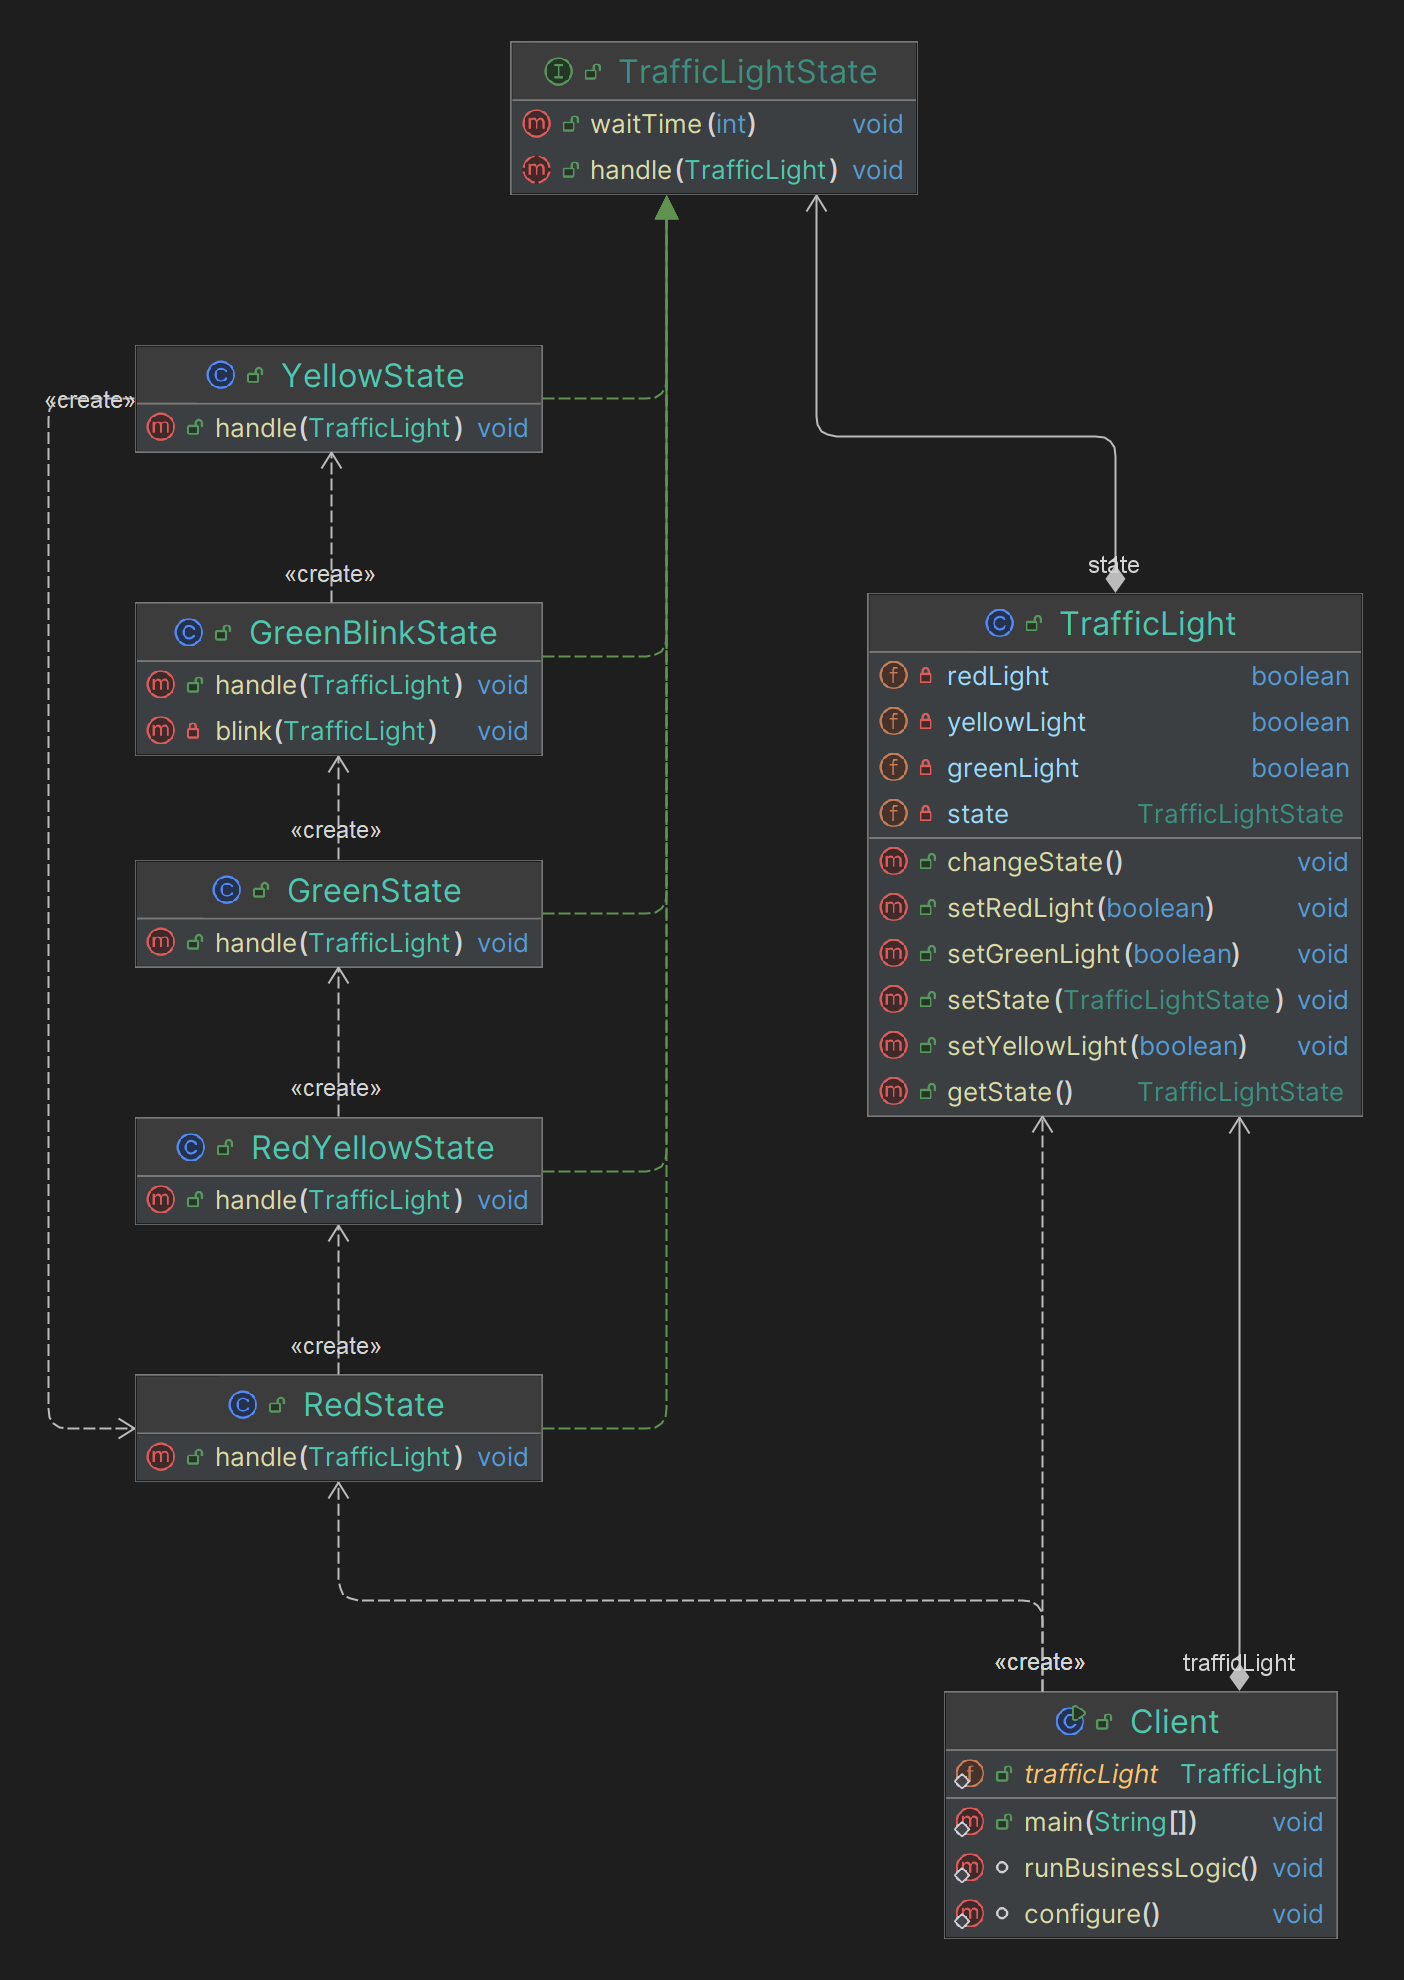 TrafficLightState
waitTime(int) void
handle(TrafficLight) void
YellowState
«create»
handle(TrafficLight) void
«create»
state
GreenBlinkState
handle(TrafficLight) void
blink(TrafficLight) void
TrafficLight
redLight boolean
yellowLight boolean
greenLight boolean
state TrafficLightState
changeState() void
setRedLight(boolean) void
setGreenLight(boolean) void
setState(TrafficLightState) void
setYellowLight(boolean) void
getState() TrafficLightState
«create»
GreenState
handle(TrafficLight) void
«create»
RedYellowState
handle(TrafficLight) void
«create»
RedState
handle(TrafficLight) void
«create»
trafficLight
Client
trafficLight TrafficLight
main(String[]) void
runBusinessLogic() void
configure() void